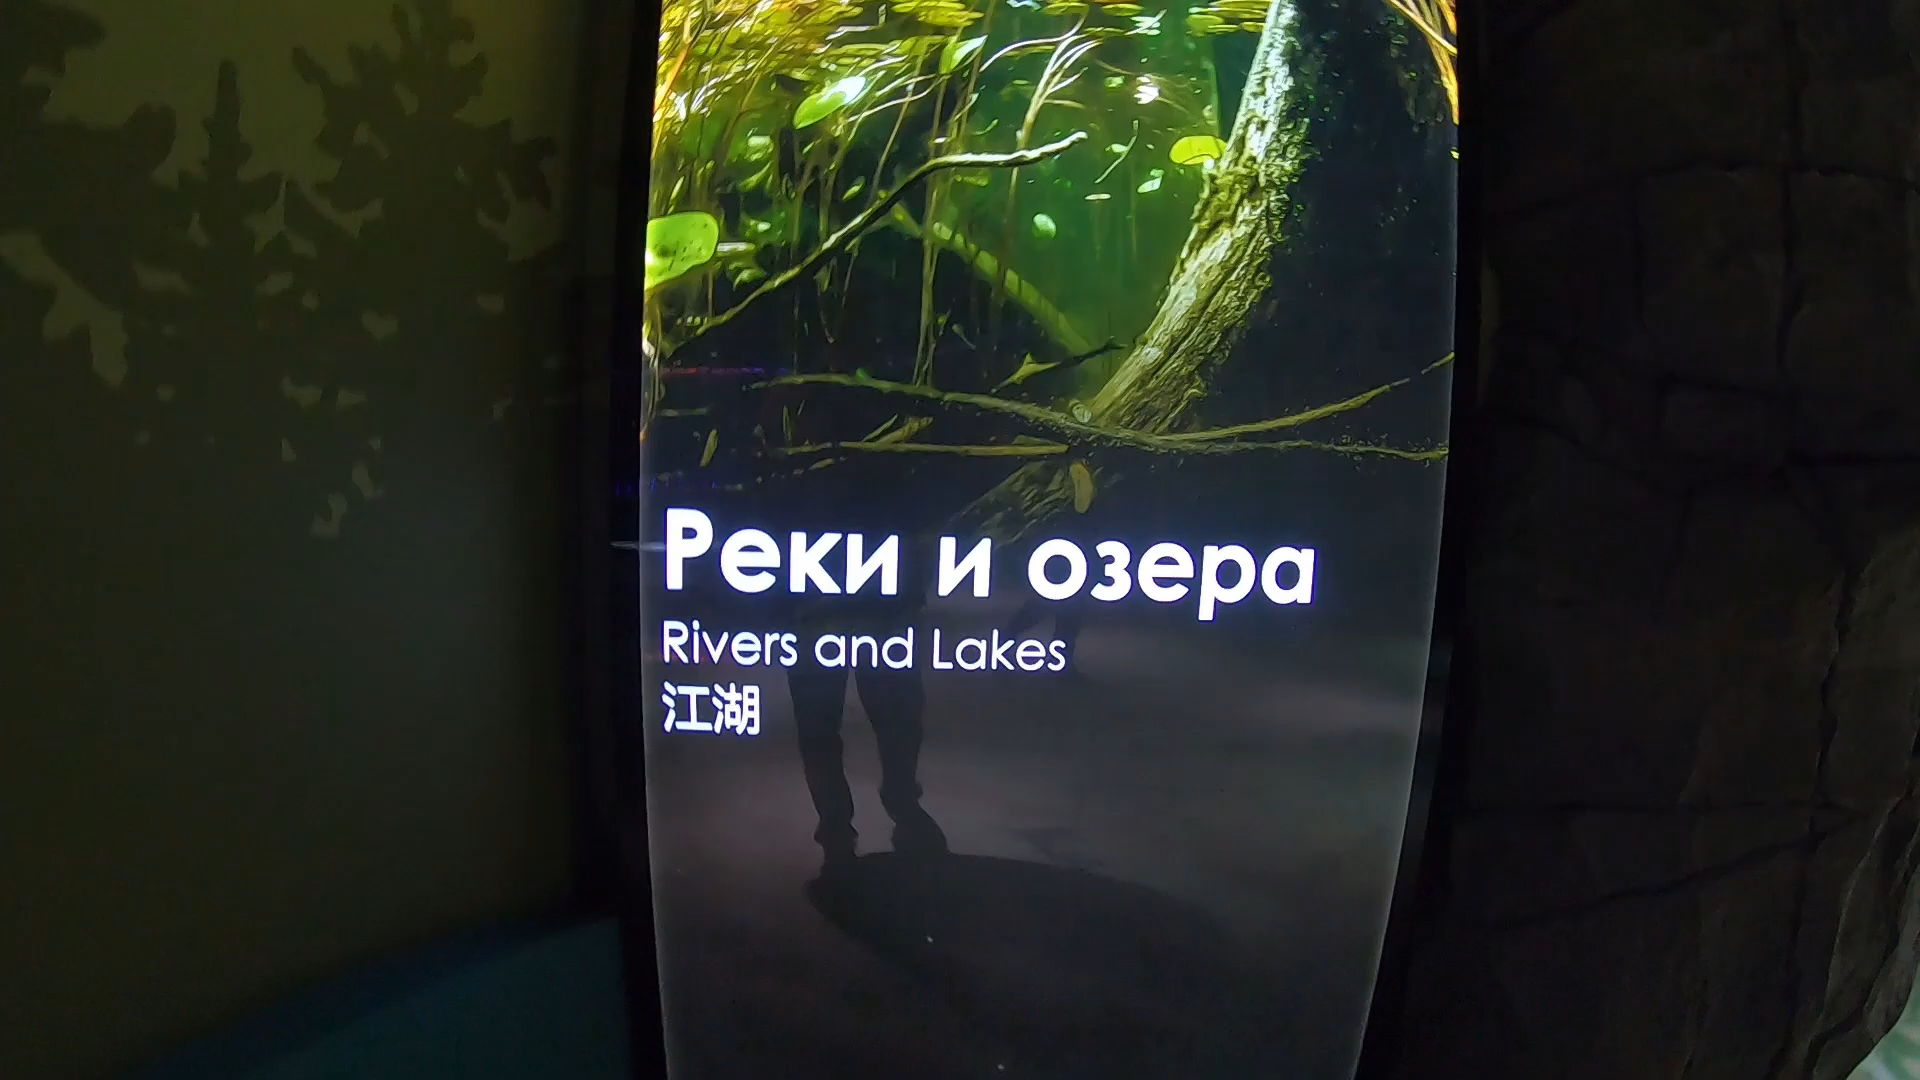 Реки и озера
Rivers and Lakes
江湖